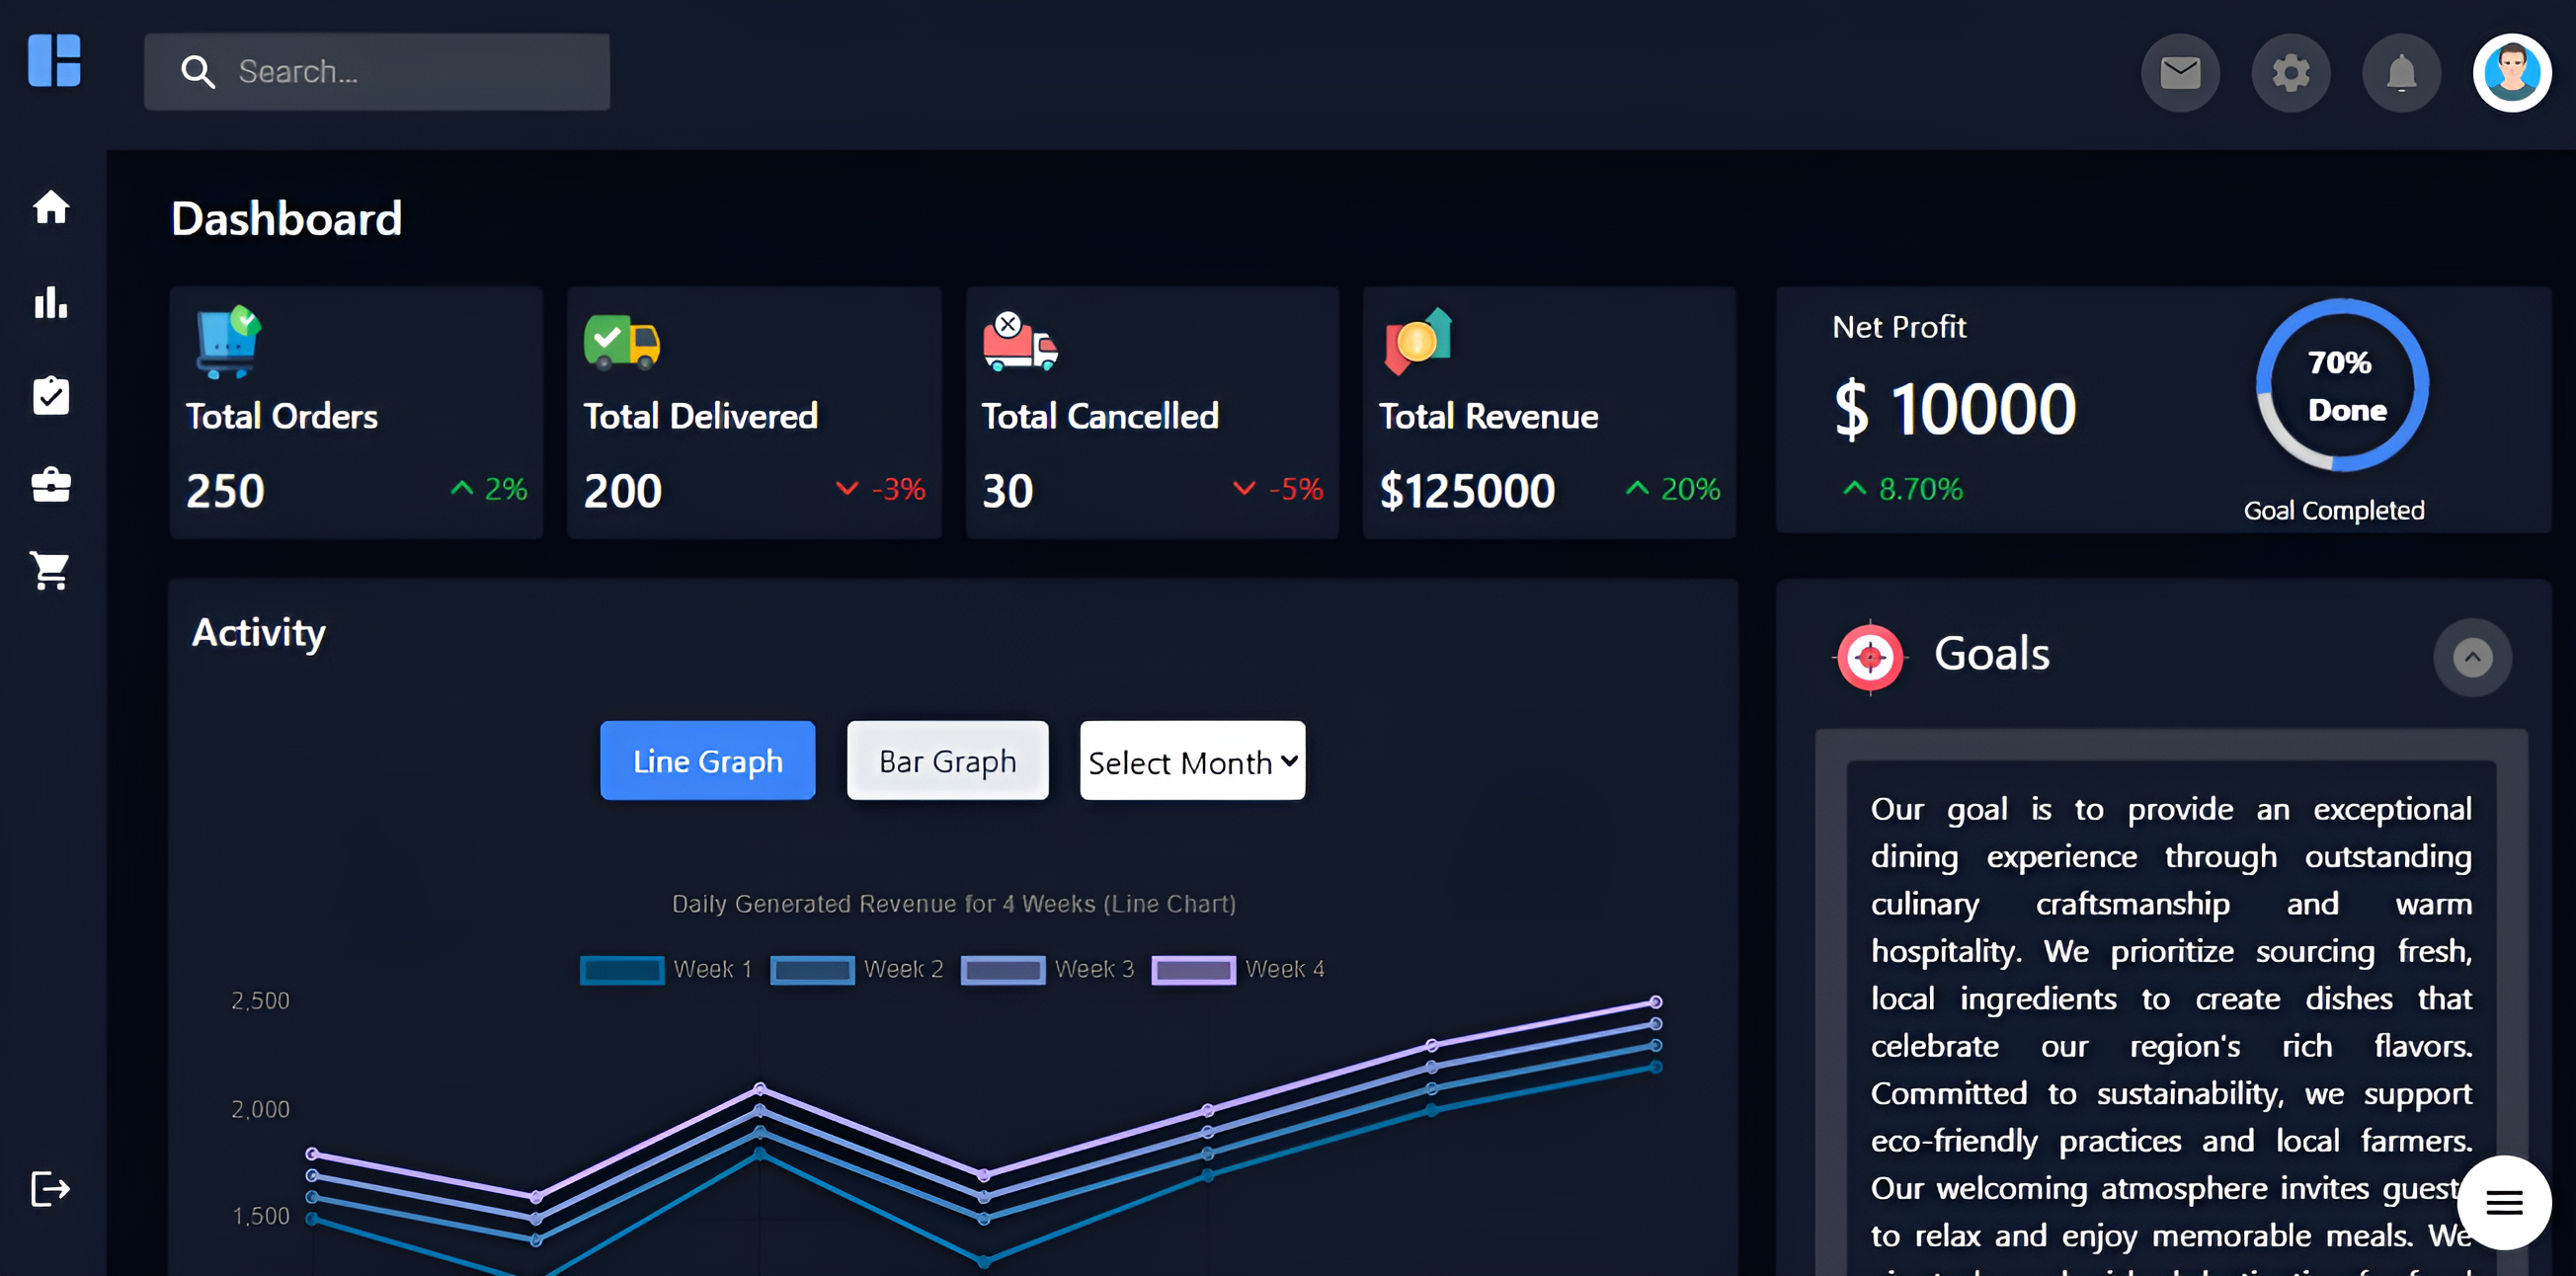 Search...
Dashboard
Total Orders
250
2%
Total Delivered
200
-3%
Total Cancelled
30
-5%
Total Revenue
$125000
20%
Net Profit
$ 10000
8.70%
70%
Done
Goal Completed
Activity
Line Graph
Bar Graph
Select Month
Daily Generated Revenue for 4 Weeks (Line Chart)
Week 1
Week 2
Week 3
Week 4
2,500
2,000
1,500
Goals
Our goal is to provide an exceptional
dining experience through outstanding
culinary craftsmanship and warm
hospitality. We prioritize sourcing fresh,
local ingredients to create dishes that
celebrate our region's rich flavors.
Committed to sustainability, we support
eco-friendly practices and local farmers.
Our welcoming atmosphere invites guests
to relax and enjoy memorable meals. We